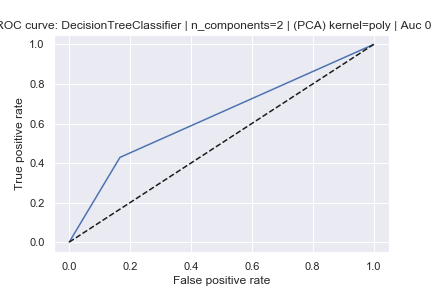 ROC curve: DecisionTreeClassifier | n_components=2 | (PCA) kernel=poly | Auc 0
1.0
0.8
0.6
0.4
0.2
0.0
True positive rate
0.0 0.2 0.4 0.6 0.8 1.0
False positive rate